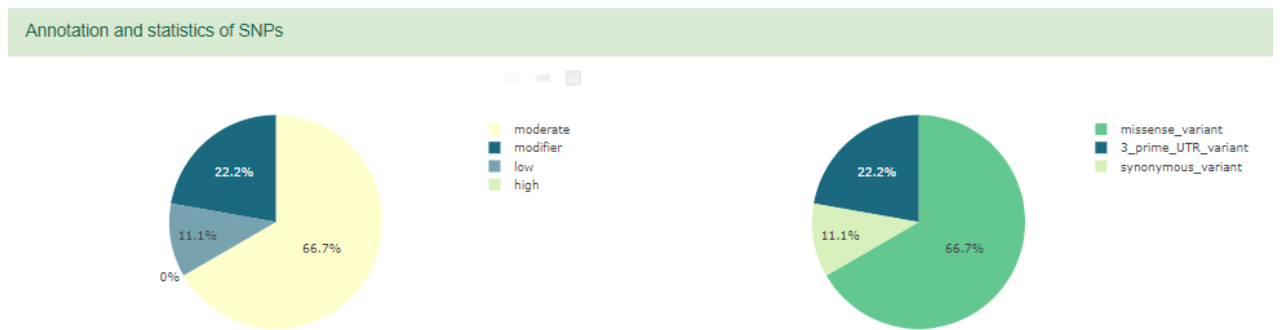 Annotation and statistics of SNPs
22.2%
11.1%
0%
66.7%
moderate
modifier
low
high
22.2%
11.1%
66.7%
missense_variant
3_prime_UTR_variant
synonymous_variant